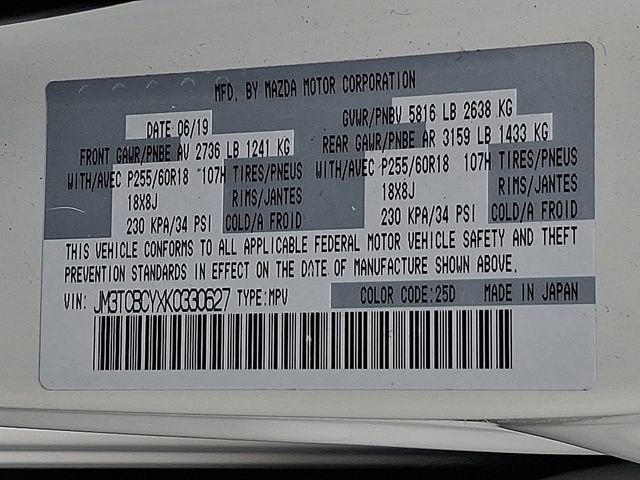 MFD. BY MAZDA MOTOR CORPORATION
DATE 06/19 GVWR/PNBV 5816 LB 2638 KG
FRONT GAWR/PNBE AV 2736 LB 1241 KG REAR GAWR/PNBE AR 3159 LB 1433 KG
WITH/AVEC P255/60R18 107H TIRES/PNEUS WITH/AVEC P255/60R18 107H TIRES/PNEUS
18X8J RIMS/JANTES 18X8J RIMS/JANTES
230 KPA/34 PSI COLD/A FROID 230 KPA/34 PSI COLD/A FROID
THIS VEHICLE CONFORMS TO ALL APPLICABLE FEDERAL MOTOR VEHICLE SAFETY AND THEFT
PREVENTION STANDARDS IN EFFECT ON THE DATE OF MANUFACTURE SHOWN ABOVE.
VIN: JM3TCBCYXK0330627 TYPE:MPV COLOR CODE:25D MADE IN JAPAN